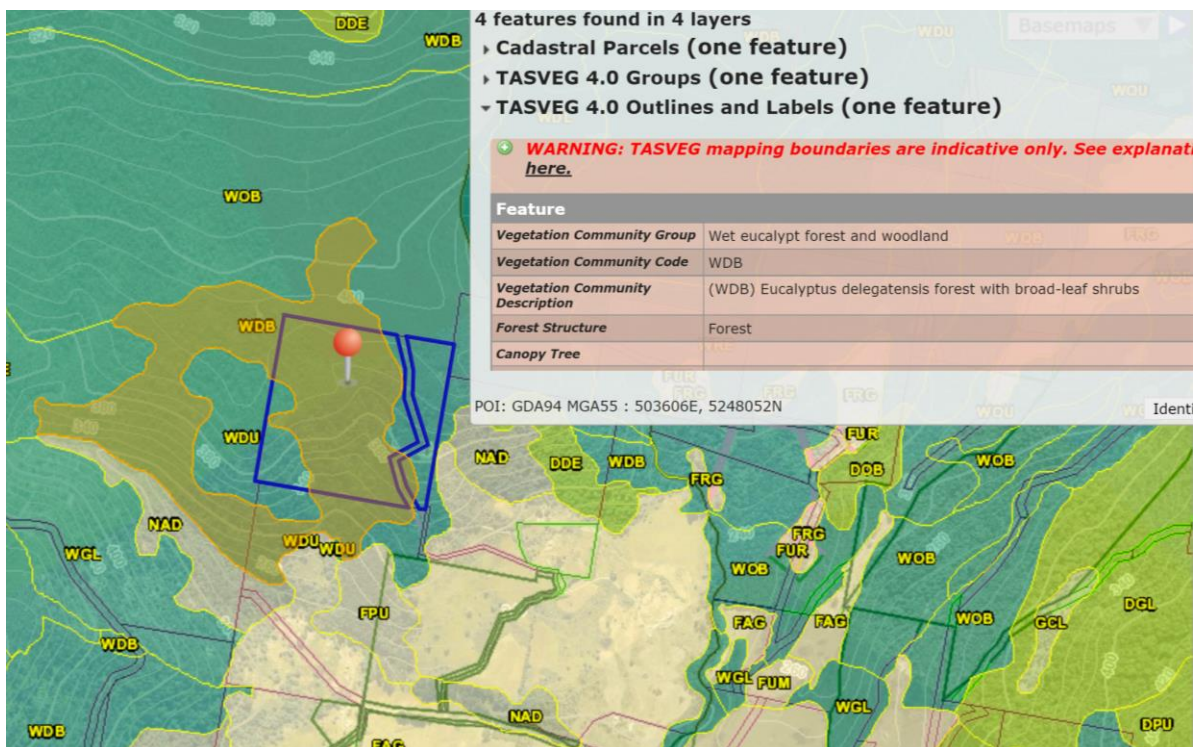 4 features found in 4 layers
Basemaps
Cadastral Parcels (one feature)
TASVEG 4.0 Groups (one feature)
TASVEG 4.0 Outlines and Labels (one feature)
WARNING: TASVEG mapping boundaries are indicative only. See explanati
here.
Feature
Vegetation Community Group Wet eucalypt forest and woodland
Vegetation Community Code WDB
Vegetation Community Description (WDB) Eucalyptus delegatensis forest with broad-leaf shrubs
Forest Structure Forest
Canopy Tree
POI: GDA94 MGA55 : 503606E, 5248052N
Identi
DDE
WDB
WOB
WDB
WDU
NAD
WGL
WDU
WDU
FPU
WDB
WDB
NAD
FAG
NAD
DDE
WDB
FRG
FUR
DOB
WOB
FRG
FUR
WOB
WOB
FAG
FAG
WOB
GCL
DGL
WGL
FUM
WGL
DPU